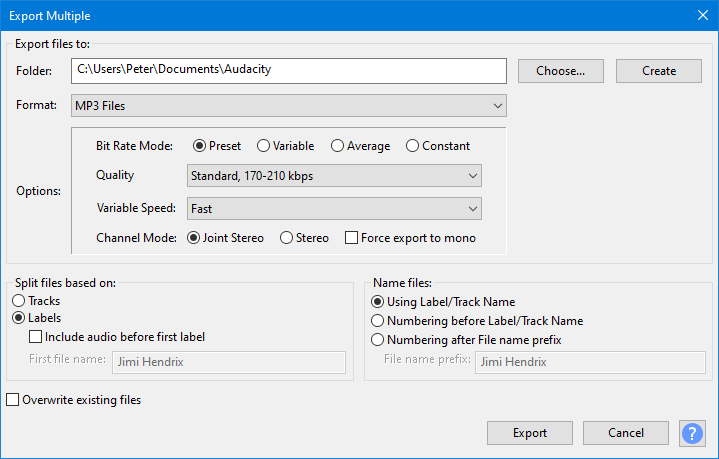 Export Multiple
Export files to:
Folder: C:\Users\Peter\Documents\Audacity Choose... Create
Format: MP3 Files
Options:
Bit Rate Mode: Preset Variable Average Constant
Quality Standard, 170-210 kbps
Variable Speed: Fast
Channel Mode: Joint Stereo Stereo Force export to mono
Split files based on:
Tracks
Labels
Include audio before first label
First file name: Jimi Hendrix
Name files:
Using Label/Track Name
Numbering before Label/Track Name
Numbering after File name prefix
File name prefix: Jimi Hendrix
Overwrite existing files
Export Cancel ?